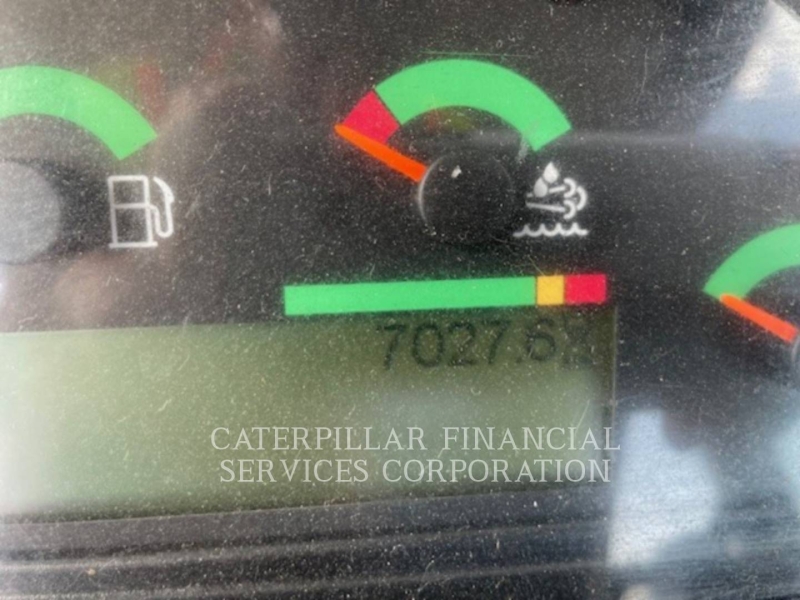 7027.6
CATERPILLAR FINANCIAL
SERVICES CORPORATION